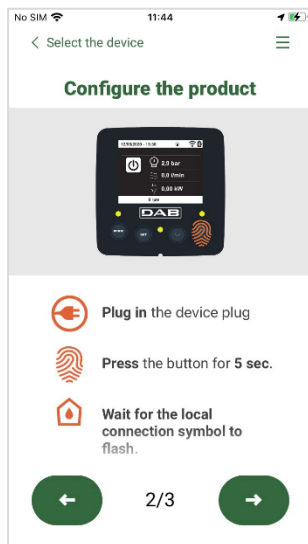 No SIM 11:44
Select the device
Configure the product
2,9 bar
0,0 l/min
0,00 kW
DAB
Plug in the device plug
Press the button for 5 sec.
Wait for the local
connection symbol to
flash.
2/3